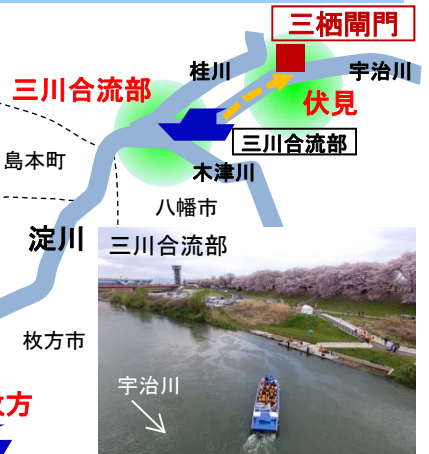 三栖閘門
桂川
宇治川
三川合流部
伏見
三川合流部
島本町
木津川
八幡市
淀川
三川合流部
枚方市
宇治川
枚方